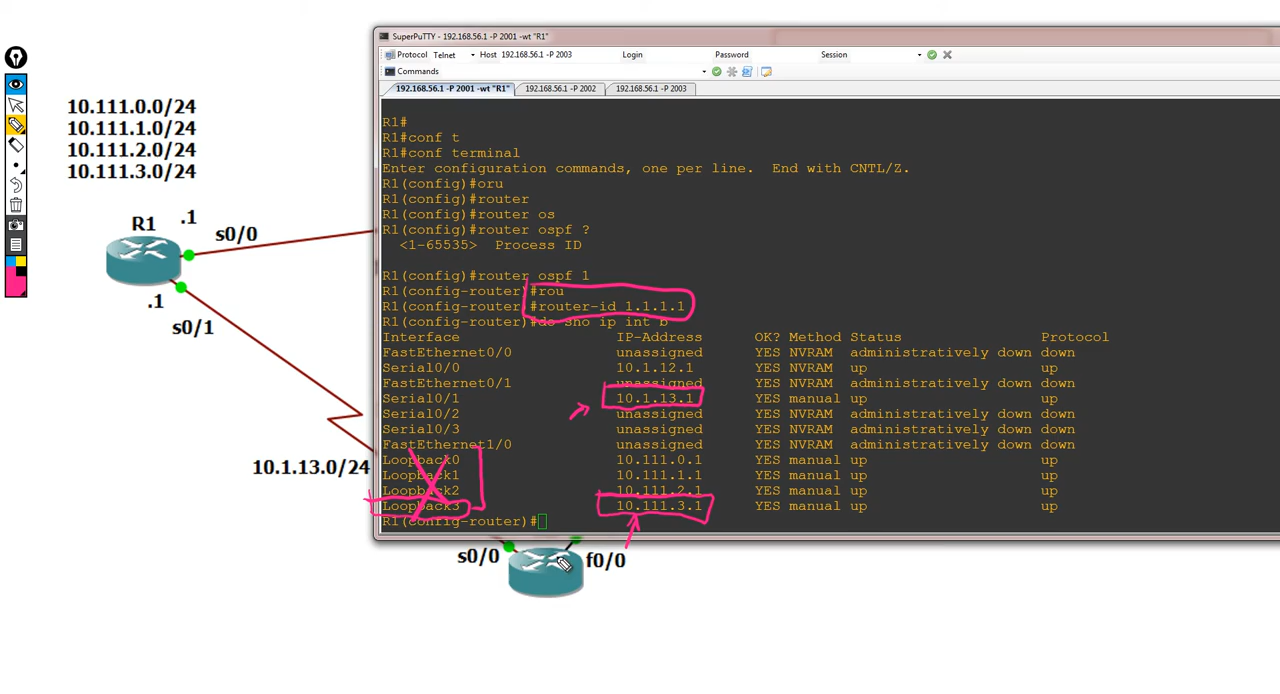 SuperPuTTY - 192.168.56.1 -P 2001 -wt "R1"
Protocol Telnet Host 192.168.56.1 -P 2003 Login Password Session
Commands
192.168.56.1 -P 2001 -wt "R1" 192.168.56.1 -P 2002 192.168.56.1 -P 2003
10.111.0.0/24
10.111.1.0/24
10.111.2.0/24
10.111.3.0/24
R1
.1
s0/0
.1
s0/1
10.1.13.0/24
R1#
R1#conf t
R1#conf terminal
Enter configuration commands, one per line. End with CNTL/Z.
R1(config)#oru
R1(config)#router
R1(config)#router os
R1(config)#router ospf ?
<1-65535> Process ID
R1(config)#router ospf 1
R1(config-router)#rou
R1(config-router)#router-id 1.1.1.1
R1(config-router)#do sho ip int b
Interface IP-Address OK? Method Status Protocol
FastEthernet0/0 unassigned YES NVRAM administratively down down
Serial0/0 10.1.12.1 YES NVRAM up up
FastEthernet0/1 unassigned YES NVRAM administratively down down
Serial0/1 10.1.13.1 YES manual up up
Serial0/2 unassigned YES NVRAM administratively down down
Serial0/3 unassigned YES NVRAM administratively down down
FastEthernet1/0 unassigned YES NVRAM administratively down down
Loopback0 10.111.0.1 YES manual up up
Loopback1 10.111.1.1 YES manual up up
Loopback2 10.111.2.1 YES manual up up
Loopback3 10.111.3.1 YES manual up up
R1(config-router)#
s0/0
f0/0